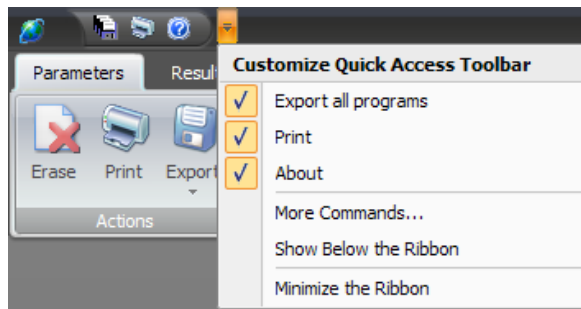 Customize Quick Access Toolbar
Parameters
Export all programs
Print
About
Erase
Print
Export
Actions
More Commands...
Show Below the Ribbon
Minimize the Ribbon